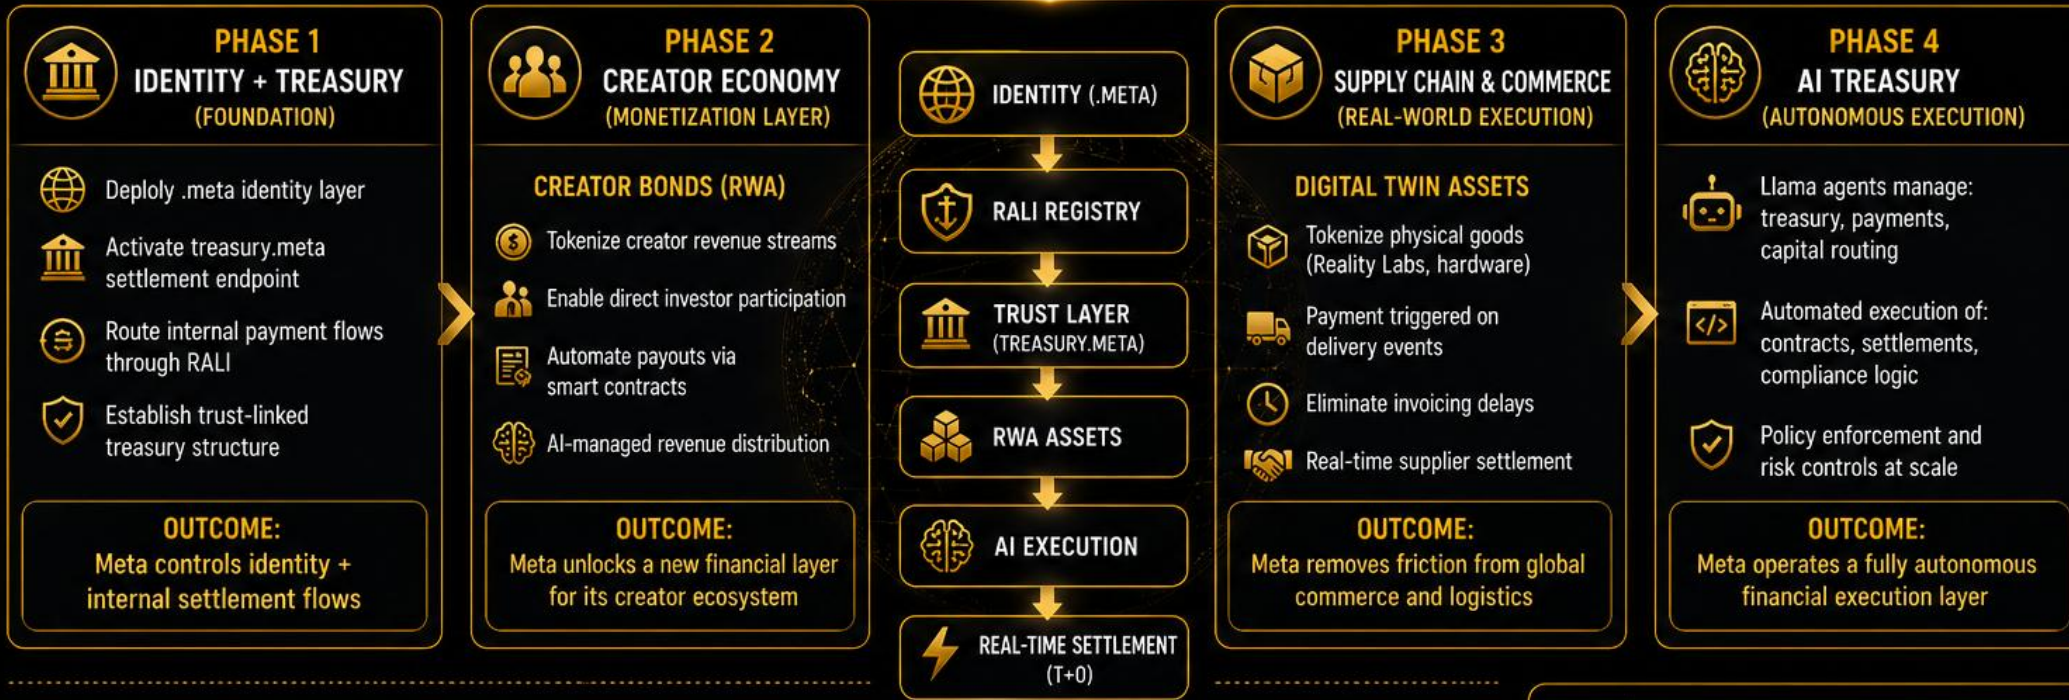 PHASE 1
IDENTITY + TREASURY
(FOUNDATION)
Deploly .meta identity layer
Activate treasury.meta
settlement endpoint
Route internal payment flows
through RALI
Establish trust-linked
treasury structure
OUTCOME:
Meta controls identity +
internal settlement flows
PHASE 2
CREATOR ECONOMY
(MONETIZATION LAYER)
CREATOR BONDS (RWA)
Tokenize creator revenue streams
Enable direct investor participation
Automate payouts via
smart contracts
AI-managed revenue distribution
OUTCOME:
Meta unlocks a new financial layer
for its creator ecosystem
IDENTITY (.META)
RALI REGISTRY
TRUST LAYER
(TREASURY.META)
RWA ASSETS
AI EXECUTION
REAL-TIME SETTLEMENT
(T+0)
PHASE 3
SUPPLY CHAIN & COMMERCE
(REAL-WORLD EXECUTION)
DIGITAL TWIN ASSETS
Tokenize physical goods
(Reality Labs, hardware)
Payment triggered on
delivery events
Eliminate invoicing delays
Real-time supplier settlement
OUTCOME:
Meta removes friction from global
commerce and logistics
PHASE 4
AI TREASURY
(AUTONOMOUS EXECUTION)
Llama agents manage:
treasury, payments,
capital routing
Automated execution of:
contracts, settlements,
compliance logic
Policy enforcement and
risk controls at scale
OUTCOME:
Meta operates a fully autonomous
financial execution layer